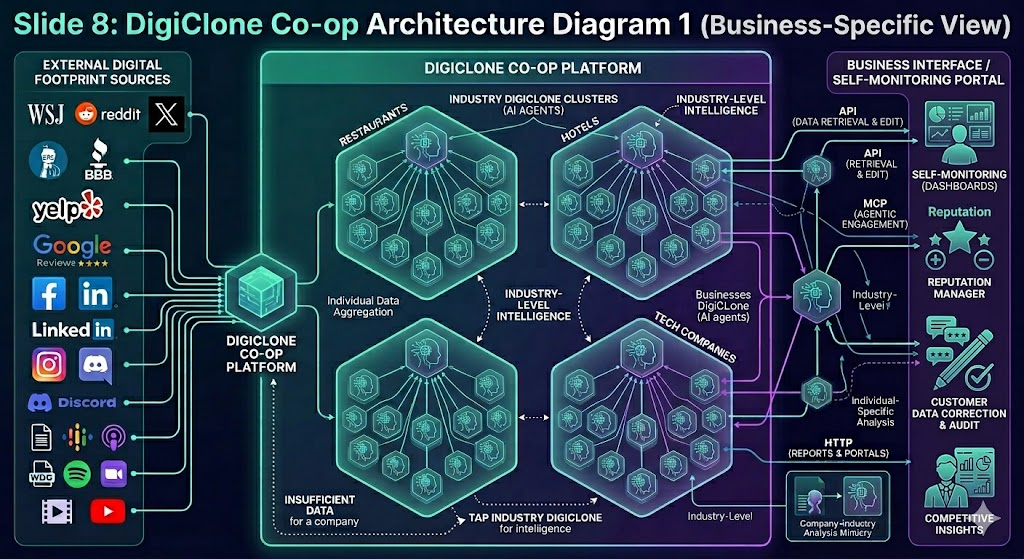 Slide 8: DigiClone Co-op Architecture Diagram 1 (Business-Specific View)
EXTERNAL DIGITAL
FOOTPRINT SOURCES
WSJ reddit X
BBB
yelp
Google
Reviews
f in
Linked in
Discord
WDC
DIGICLONE CO-OP PLATFORM
INDUSTRY DIGICLONE CLUSTERS
(AI AGENTS)
INDUSTRY-LEVEL
INTELLIGENCE
RESTAURANTS
HOTELS
Individual Data
Aggregation
DIGICLONE
CO-OP
PLATFORM
INDUSTRY-
LEVEL
INTELLIGENCE
Businesses
DigiCLone
(AI agents)
TECH COMPANIES
INSUFFICIENT
DATA
for a company
TAP INDUSTRY DIGICLONE
for inteiligence
Industry-Level
API
(DATA RETRIEVAL & EDIT)
API
(RETRIEVAL
& EDIT)
MCP
(AGENTIC
ENGAGEMENT)
Industry-
Level
Individual-
Specific
Analysis
HTTP
(REPORTS & PORTALS)
Company-industry
Analysis
BUSINESS INTERFACE /
SELF-MONITORING PORTAL
SELF-MONITORING
(DASHBOARDS)
Reputation
REPUTATION
MANAGER
CUSTOMER
DATA CORRECTION
& AUDIT
COMPETITIVE
INSIGHTS